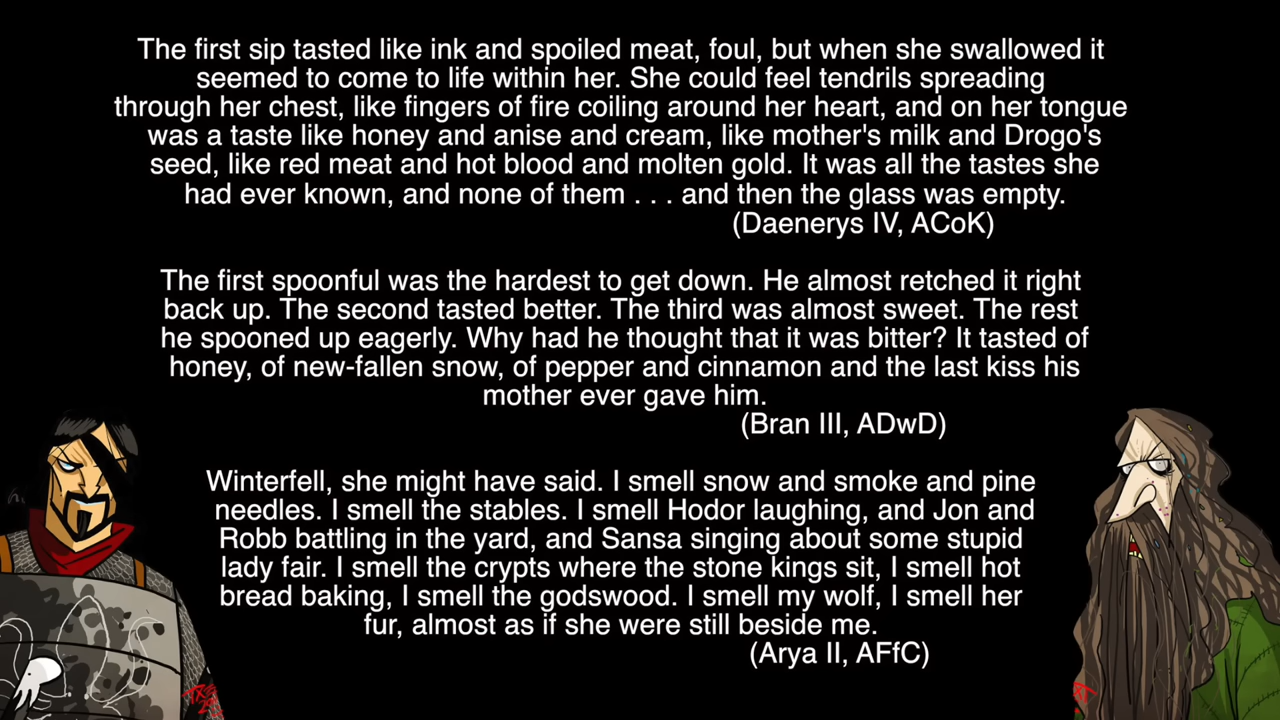 The first sip tasted like ink and spoiled meat, foul, but when she swallowed it
seemed to come to life within her. She could feel tendrils spreading
through her chest, like fingers of fire coiling around her heart, and on her tongue
was a taste like honey and anise and cream, like mother's milk and Drogo's
seed, like red meat and hot blood and molten gold. It was all the tastes she
had ever known, and none of them . . . and then the glass was empty.
(Daenerys IV, ACoK)
The first spoonful was the hardest to get down. He almost retched it right
back up. The second tasted better. The third was almost sweet. The rest
he spooned up eagerly. Why had he thought that it was bitter? It tasted of
honey, of new-fallen snow, of pepper and cinnamon and the last kiss his
mother ever gave him.
(Bran III, ADwD)
Winterfell, she might have said. I smell snow and smoke and pine
needles. I smell the stables. I smell Hodor laughing, and Jon and
Robb battling in the yard, and Sansa singing about some stupid
lady fair. I smell the crypts where the stone kings sit, I smell hot
bread baking, I smell the godswood. I smell my wolf, I smell her
fur, almost as if she were still beside me.
(Arya II, AFfC)